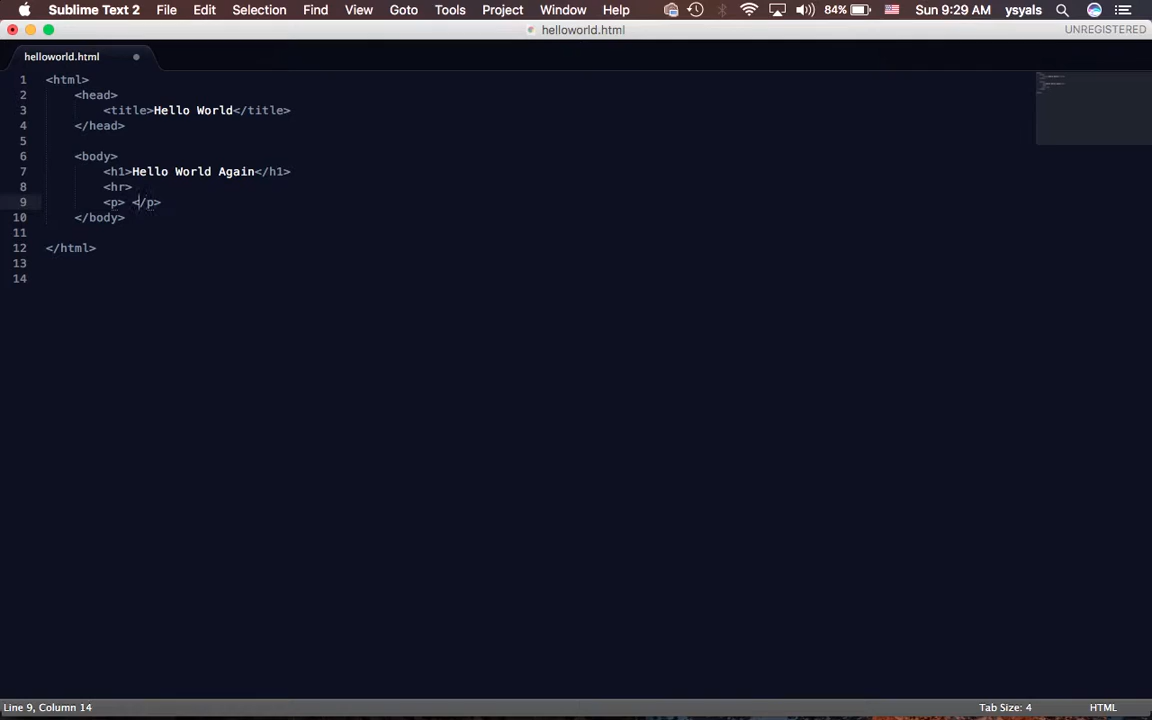 Sublime Text 2 File Edit Selection Find View Goto Tools Project Window Help 84% Sun 9:29 AM ysyals
helloworld.html UNREGISTERED
helloworld.html
1 <html>
2 <head>
3 <title>Hello World</title>
4 </head>
5
6 <body>
7 <h1>Hello World Again</h1>
8 <hr>
9 <p> </p>
10 </body>
11
12 </html>
13
14
Line 9, Column 14 Tab Size: 4 HTML